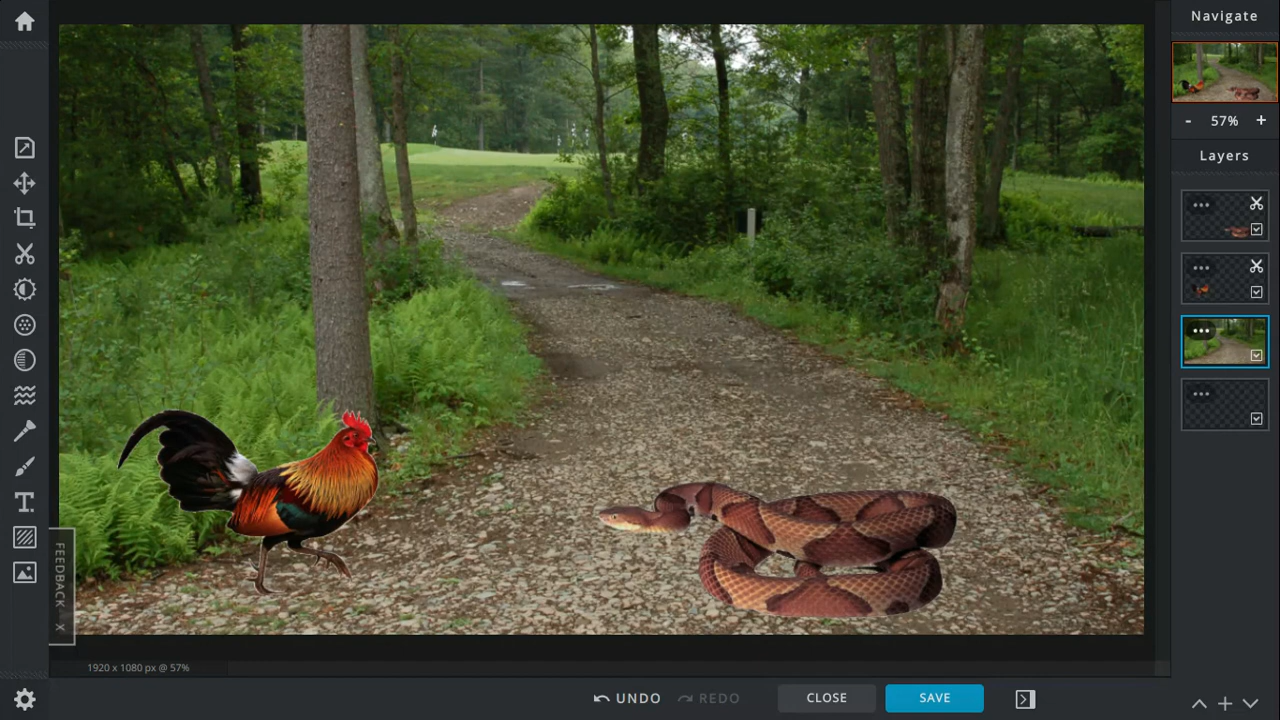 Navigate
- 57% +
Layers
FEEDBACK X
1920 x 1080 px @ 57%
UNDO REDO CLOSE SAVE